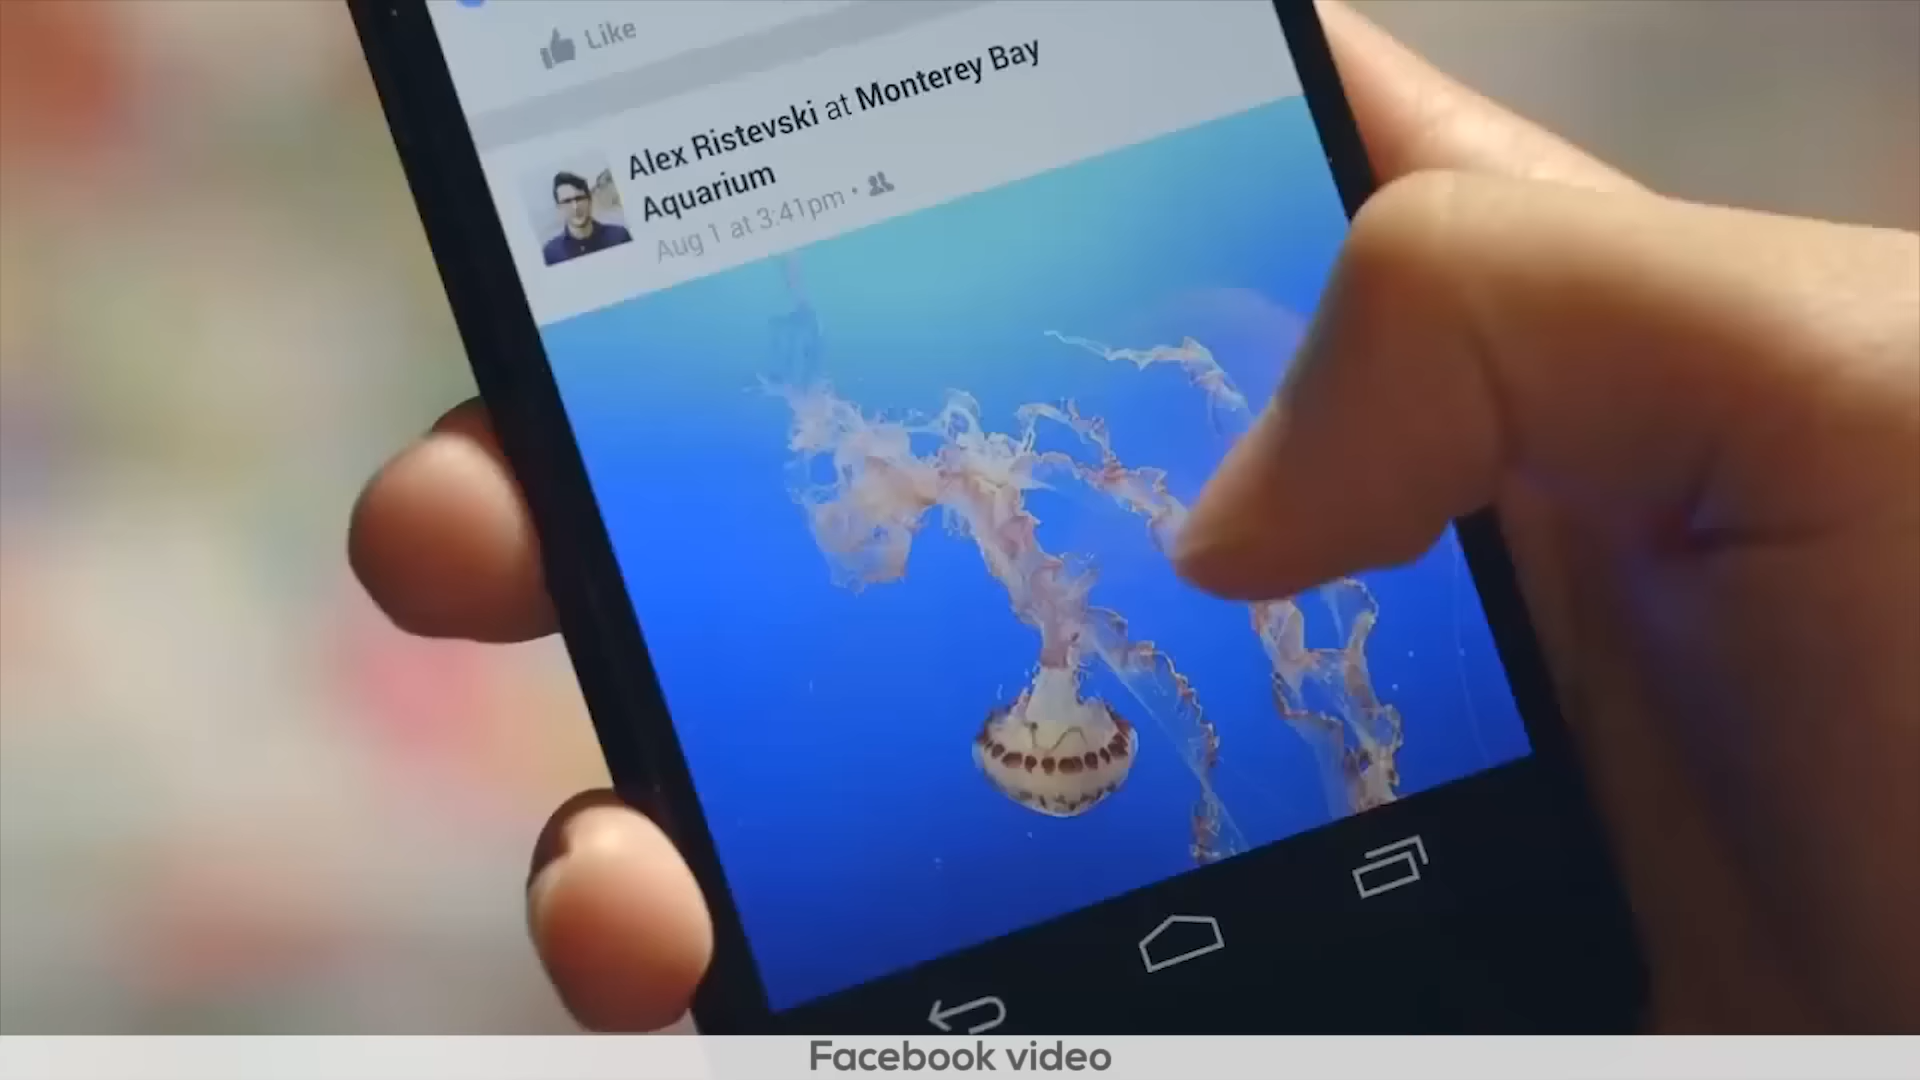 Like
Alex Ristevski at Monterey Bay
Aquarium
Aug 1 at 3:41pm ·
Facebook video